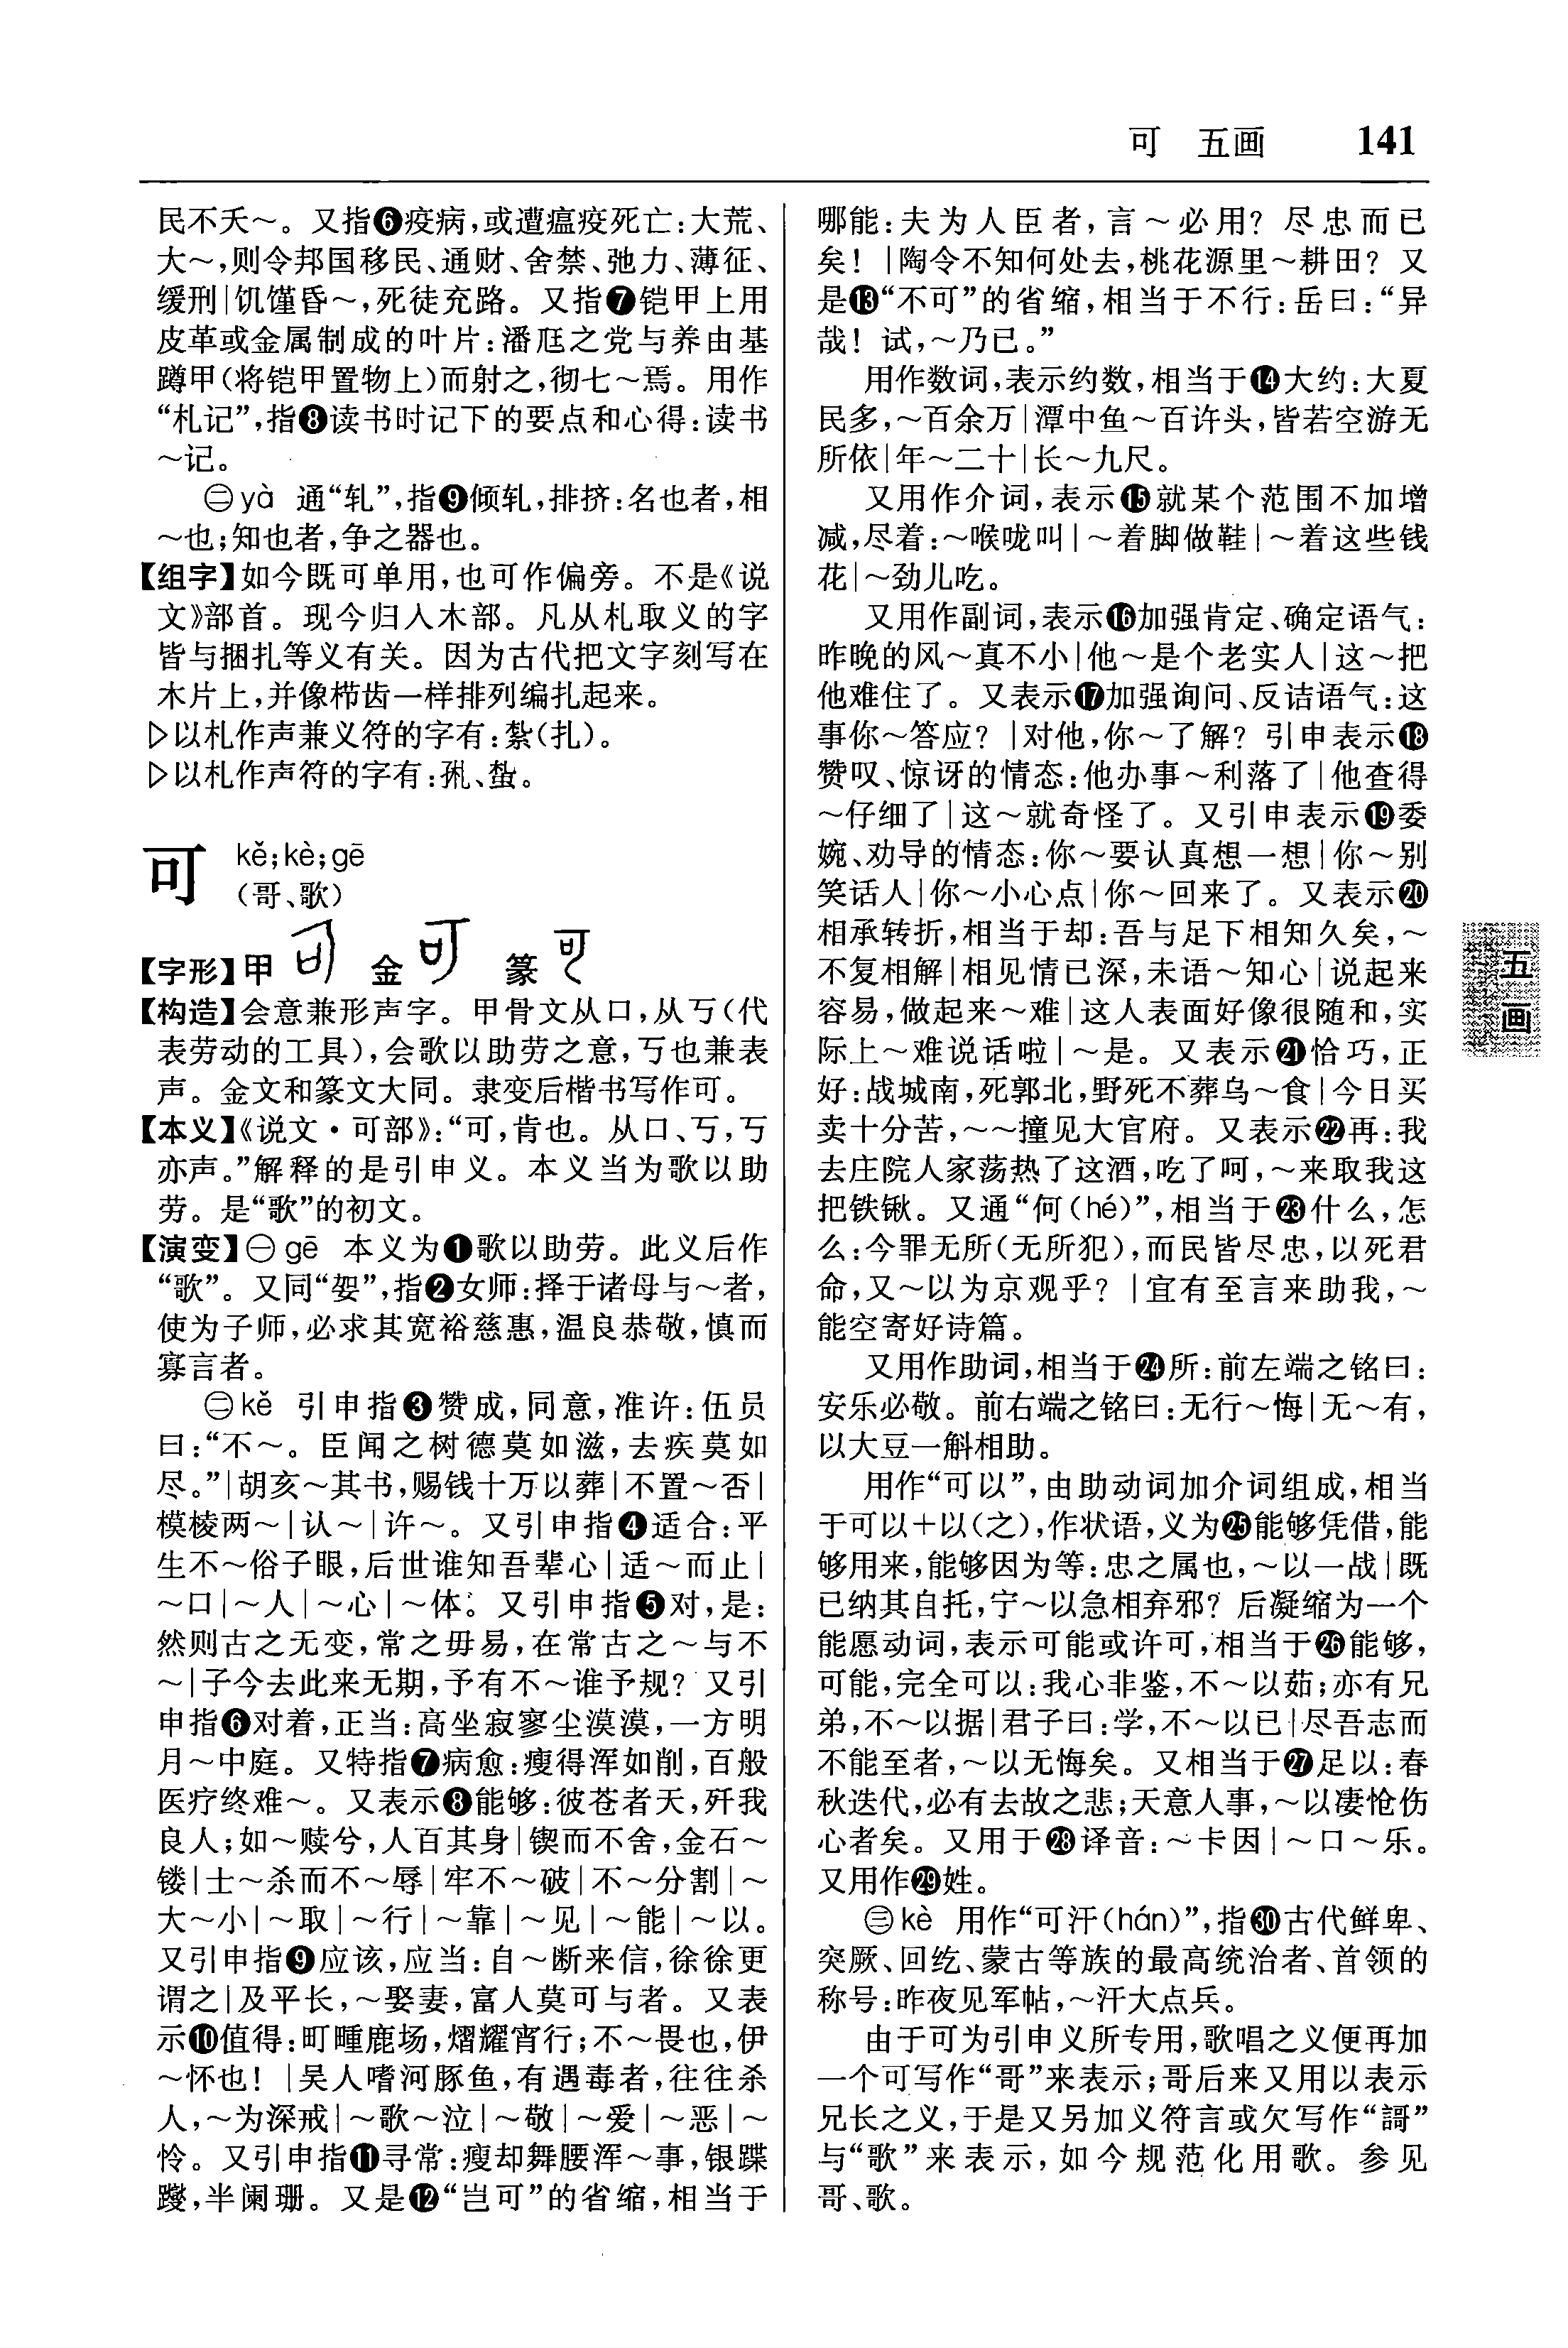 可 五画 141
民不夭～。又指❻疫病,或遭瘟疫死亡:大荒、
大～,则令邦国移民、通财、舍禁、弛力、薄征、
缓刑|饥馑昏～,死徒充路。又指❼铠甲上用
皮革或金属制成的叶片:潘尪之党与养由基
蹲甲(将铠甲置物上)而射之,彻七～焉。用作
“札记”,指❽读书时记下的要点和心得:读书
～记。
㊁yà 通“轧”,指❾倾轧,排挤:名也者,相
～也;知也者,争之器也。
【组字】如今既可单用,也可作偏旁。不是《说
文》部首。现今归入木部。凡从札取义的字
皆与捆扎等义有关。因为古代把文字刻写在
木片上,并像栉齿一样排列编扎起来。
▷以札作声兼义符的字有:紮(扎)。
▷以札作声符的字有:䖣、蚻。
可 kě;kè;gē
(哥、歌)
【字形】甲 金 篆
【构造】会意兼形声字。甲骨文从口,从丂(代
表劳动的工具),会歌以助劳之意,丂也兼表
声。金文和篆文大同。隶变后楷书写作可。
【本义】《说文·可部》:“可,肯也。从口、丂,丂
亦声。”解释的是引申义。本义当为歌以助
劳。是“歌”的初文。
【演变】㊀gē 本义为❶歌以助劳。此义后作
“歌”。又同“妿”,指❷女师:择于诸母与～者,
使为子师,必求其宽裕慈惠,温良恭敬,慎而
寡言者。
㊁kě 引申指❸赞成,同意,准许:伍员
曰:“不～。臣闻之树德莫如滋,去疾莫如
尽。”|胡亥～其书,赐钱十万以葬|不置～否|
模棱两～|认～|许～。又引申指❹适合:平
生不～俗子眼,后世谁知吾辈心|适～而止|
～口|～人|～心|～体。又引申指❺对,是:
然则古之无变,常之毋易,在常古之～与不
～|子今去此来无期,予有不～谁予规?又引
申指❻对着,正当:高坐寂寥尘漠漠,一方明
月～中庭。又特指❼病愈:瘦得浑如削,百般
医疗终难～。又表示❽能够:彼苍者天,歼我
良人;如～赎兮,人百其身|锲而不舍,金石～
镂|士～杀而不～辱|牢不～破|不～分割|～
大～小|～取|～行|～靠|～见|～能|～以。
又引申指❾应该,应当:自～断来信,徐徐更
谓之|及平长,～娶妻,富人莫可与者。又表
示❿值得:町畽鹿场,熠耀宵行;不～畏也,伊
～怀也!|吴人嗜河豚鱼,有遇毒者,往往杀
人,～为深戒|～歌～泣|～敬|～爱|～恶|～
怜。又引申指⓫寻常:瘦却舞腰浑～事,银蹀
躞,半阑珊。又是⓬“岂可”的省缩,相当于
哪能:夫为人臣者,言～必用?尽忠而已
矣!|陶令不知何处去,桃花源里～耕田?又
是⓭“不可”的省缩,相当于不行:岳曰:“异
哉!试,～乃已。”
用作数词,表示约数,相当于⓮大约:大夏
民多,～百余万|潭中鱼～百许头,皆若空游无
所依|年～二十|长～九尺。
又用作介词,表示⓯就某个范围不加增
减,尽着:～喉咙叫|～着脚做鞋|～着这些钱
花|～劲儿吃。
又用作副词,表示⓰加强肯定、确定语气:
昨晚的风～真不小|他～是个老实人|这～把
他难住了。又表示⓱加强询问、反诘语气:这
事你～答应?|对他,你～了解?引申表示⓲
赞叹、惊讶的情态:他办事～利落了|他查得
～仔细了|这～就奇怪了。又引申表示⓳委
婉、劝导的情态:你～要认真想一想|你～别
笑话人|你～小心点|你～回来了。又表示⓴
相承转折,相当于却:吾与足下相知久矣,～
不复相解|相见情已深,未语～知心|说起来
容易,做起来～难|这人表面好像很随和,实
际上～难说话啦|～是。又表示㉑恰巧,正
好:战城南,死郭北,野死不葬乌～食|今日买
卖十分苦,～～撞见大官府。又表示㉒再:我
去庄院人家荡热了这酒,吃了呵,～来取我这
把铁锹。又通“何(hé)”,相当于㉓什么,怎
么:今罪无所(无所犯),而民皆尽忠,以死君
命,又～以为京观乎?|宜有至言来助我,～
能空寄好诗篇。
又用作助词,相当于㉔所:前左端之铭曰:
安乐必敬。前右端之铭曰:无行～悔|无～有,
以大豆一斛相助。
用作“可以”,由助动词加介词组成,相当
于可以+以(之),作状语,义为㉕能够凭借,能
够用来,能够因为等:忠之属也,～以一战|既
已纳其自托,宁～以急相弃邪?后凝缩为一个
能愿动词,表示可能或许可,相当于㉖能够,
可能,完全可以:我心非鉴,不～以茹;亦有兄
弟,不～以据|君子曰:学,不～以已|尽吾志而
不能至者,～以无悔矣。又相当于㉗足以:春
秋迭代,必有去故之悲;天意人事,～以凄怆伤
心者矣。又用于㉘译音:～卡因|～口～乐。
又用作㉙姓。
㊂kè 用作“可汗(hán)”,指㉚古代鲜卑、
突厥、回纥、蒙古等族的最高统治者、首领的
称号:昨夜见军帖,～汗大点兵。
由于可为引申义所专用,歌唱之义便再加
一个可写作“哥”来表示;哥后来又用以表示
兄长之义,于是又另加义符言或欠写作“謌”
与“歌”来表示,如今规范化用歌。参见
哥、歌。
五画